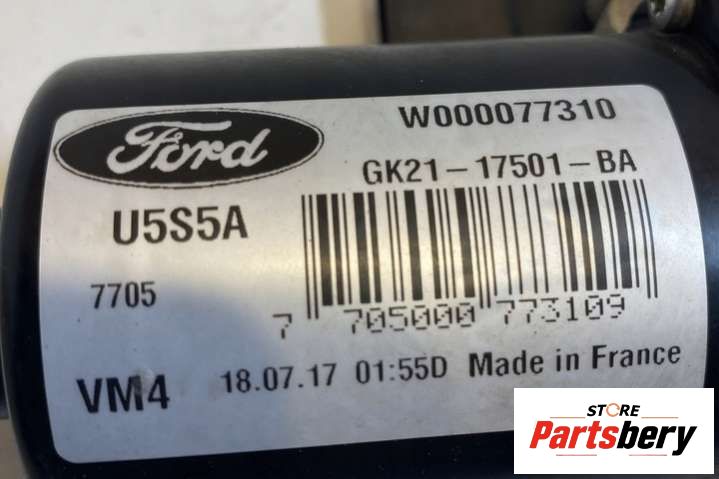 Ford
W000077310
GK21-17501-BA
U5S5A
7705
7 705000 773109
VM4
18.07.17 01:55D Made in France
STORE
Partsbery